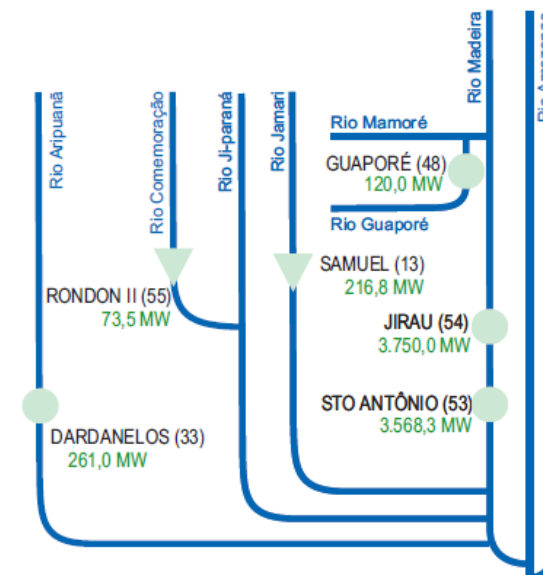 Rio Aripuanã
Rio Comemoração
Rio Ji-paraná
Rio Jamari
Rio Madeira
Rio Mamoré
GUAPORÉ (48)
120,0 MW
Rio Guaporé
SAMUEL (13)
216,8 MW
RONDON II (55)
73,5 MW
JIRAU (54)
3.750,0 MW
STO ANTÔNIO (53)
3.568,3 MW
DARDANELOS (33)
261,0 MW